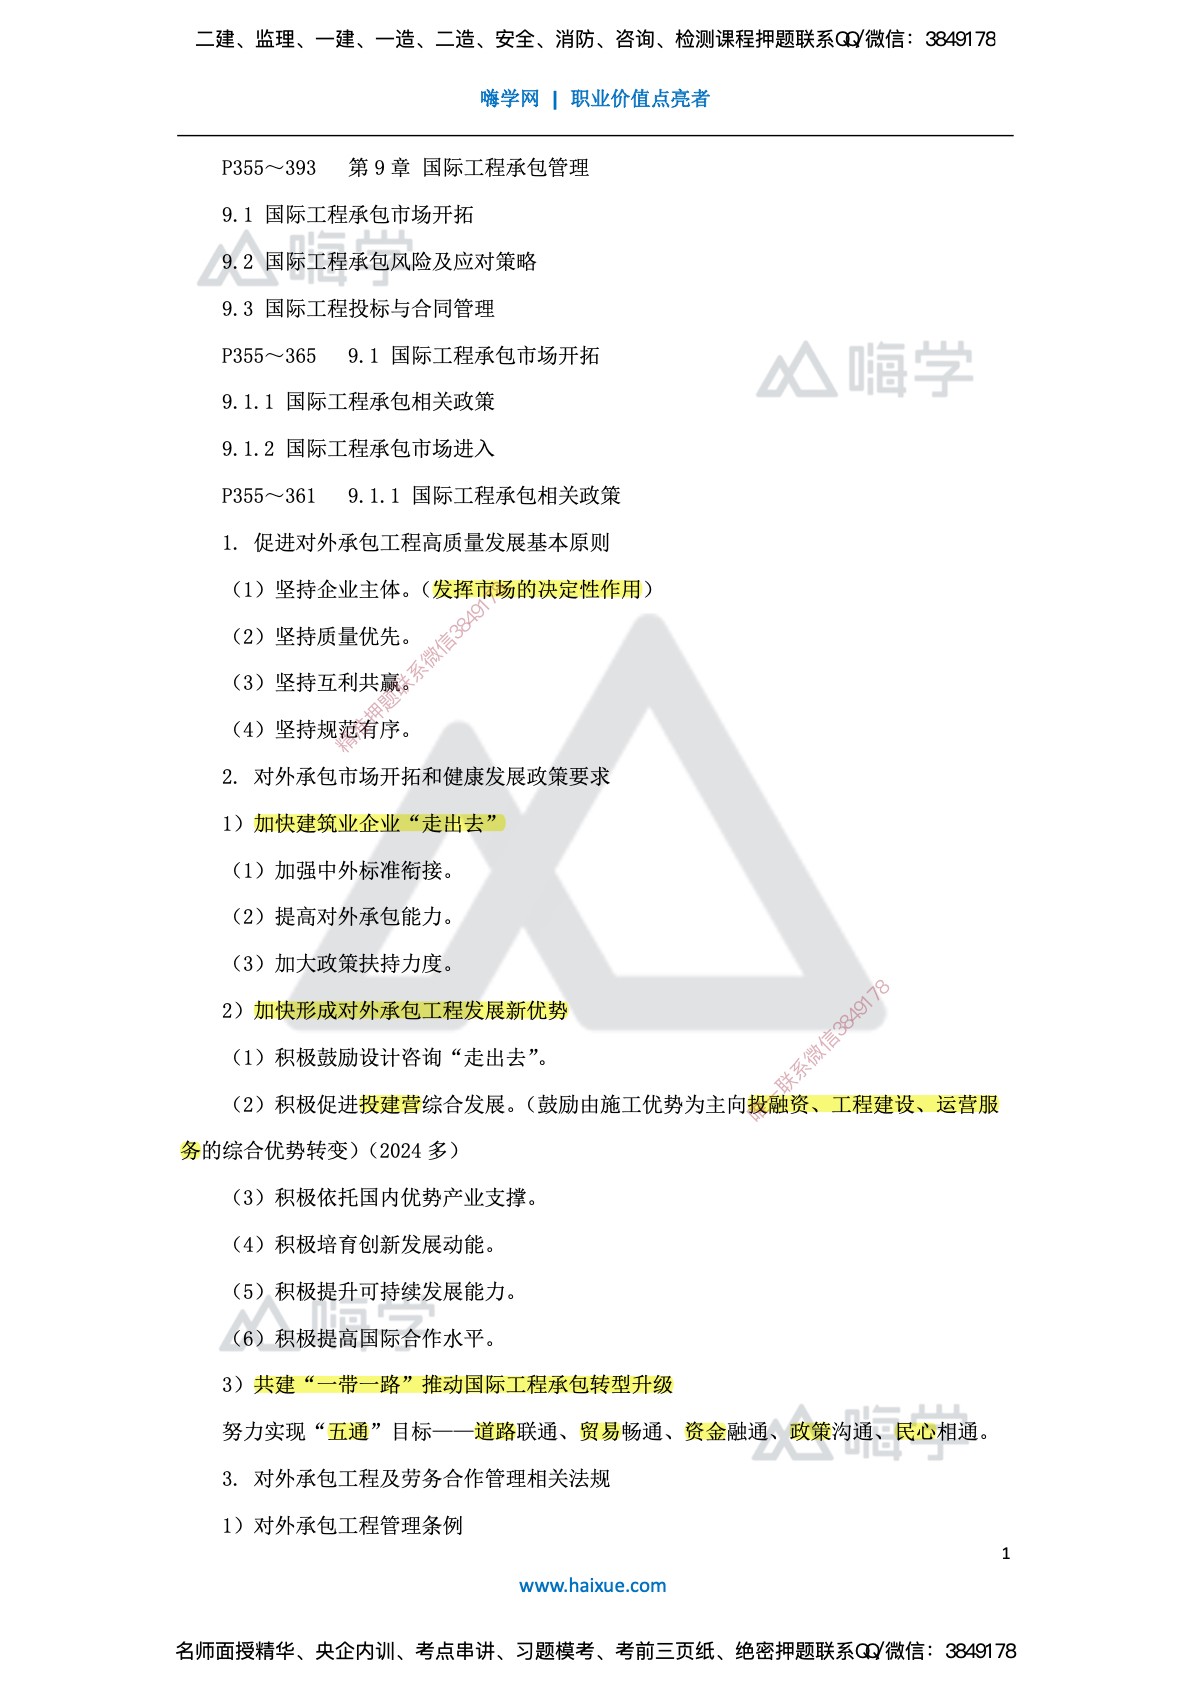 二建、监理、一建、一造、二造、安全、消防、咨询、检测课程押题联系QQ/微信：3849178
嗨学网 | 职业价值点亮者
P355～393 第 9 章 国际工程承包管理
9.1 国际工程承包市场开拓
嗨学
9.2 国际工程承包风险及应对策略
9.3 国际工程投标与合同管理
P355～365 9.1 国际工程承包市场开拓
嗨学
9.1.1 国际工程承包相关政策
9.1.2 国际工程承包市场进入
P355～361 9.1.1 国际工程承包相关政策
1. 促进对外承包工程高质量发展基本原则
（1）坚持企业主体。（发挥市场的决定性作用）
（2）坚持质量优先。
（3）坚持互利共赢。
（4）坚持规范有序。
2. 对外承包市场开拓和健康发展政策要求
1）加快建筑业企业“走出去”
（1）加强中外标准衔接。
（2）提高对外承包能力。
（3）加大政策扶持力度。
2）加快形成对外承包工程发展新优势
（1）积极鼓励设计咨询“走出去”。
（2）积极促进投建营综合发展。（鼓励由施工优势为主向投融资、工程建设、运营服
务的综合优势转变）（2024 多）
（3）积极依托国内优势产业支撑。
（4）积极培育创新发展动能。
（5）积极提升可持续发展能力。
嗨学
（6）积极提高国际合作水平。
3）共建“一带一路”推动国际工程承包转型升级
努力实现“五通”目标——道路联通、贸易畅通、资金融通、政策沟通、民心相通。
嗨学
3. 对外承包工程及劳务合作管理相关法规
1）对外承包工程管理条例
1
www.haixue.com
名师面授精华、央企内训、考点串讲、习题模考、考前三页纸、绝密押题联系QQ/微信：3849178